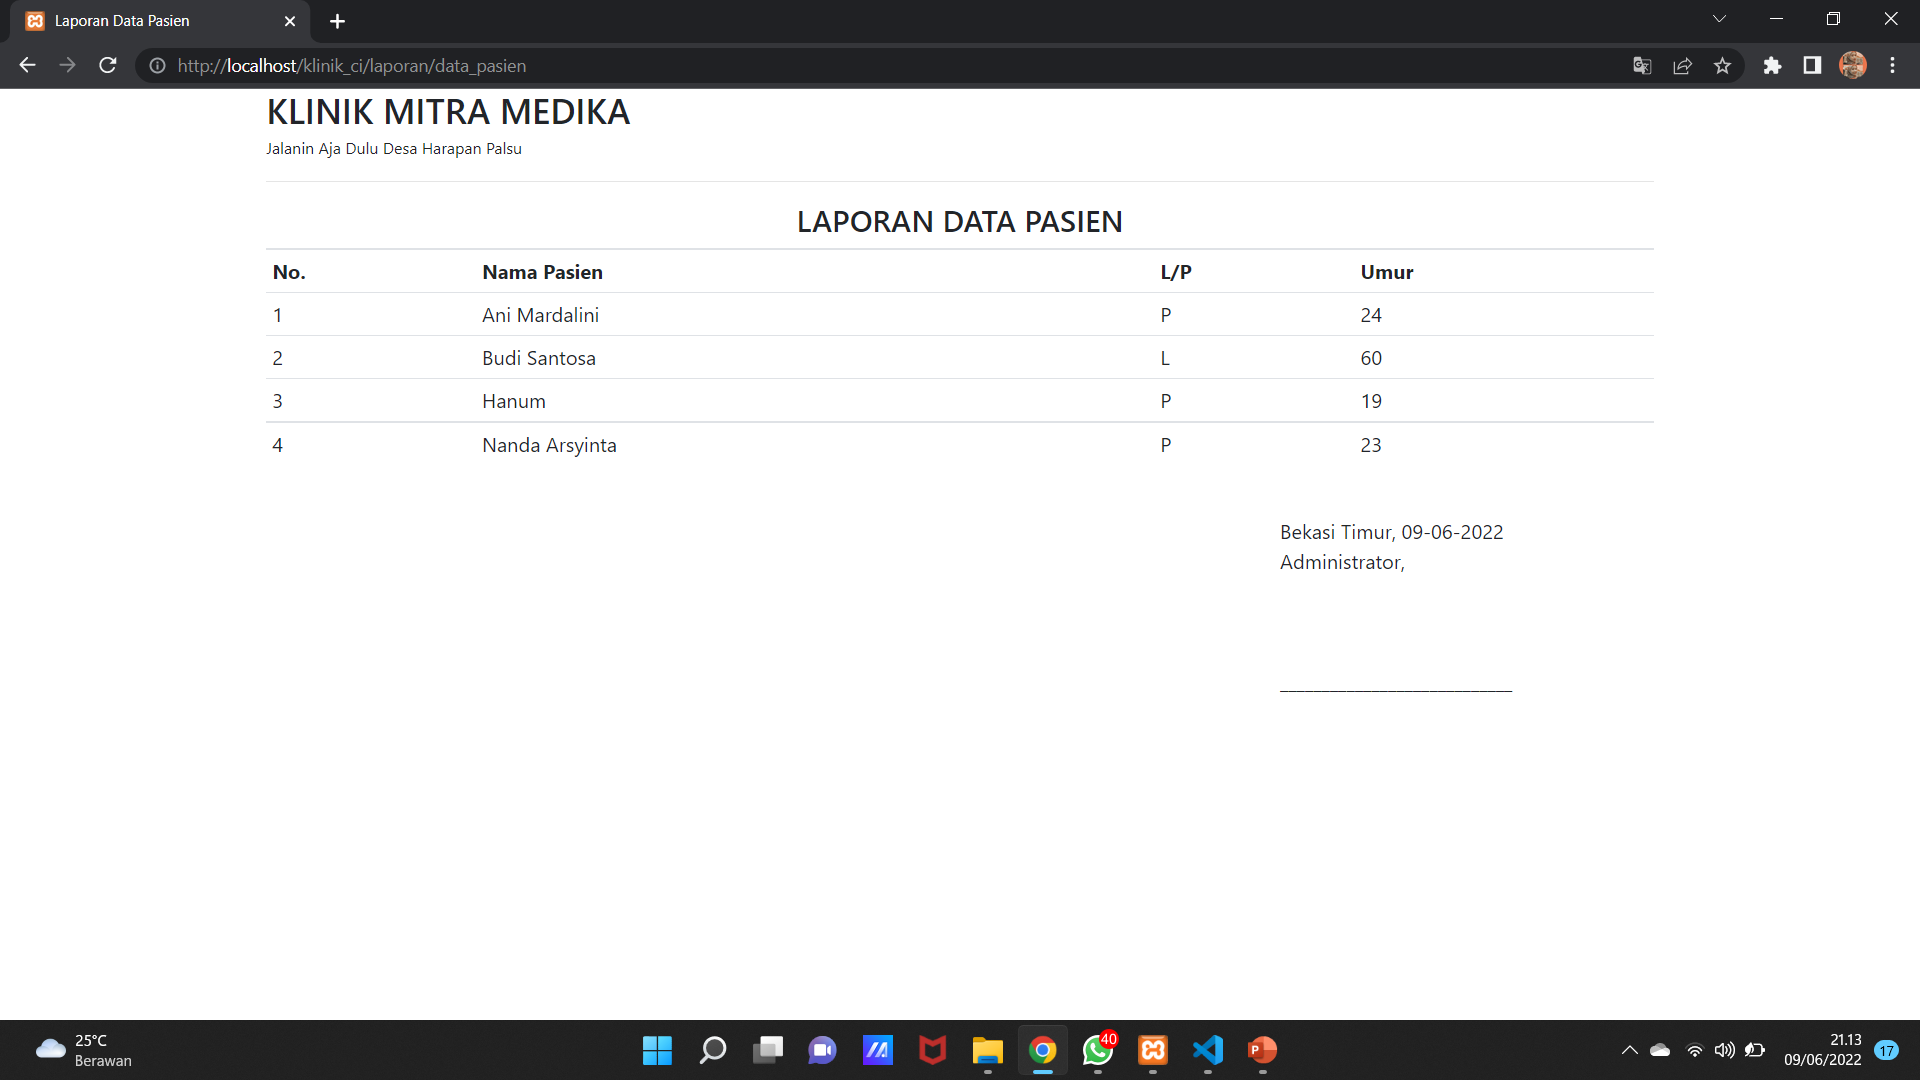 Laporan Data Pasien
http://localhost/klinik_ci/laporan/data_pasien
KLINIK MITRA MEDIKA
Jalanin Aja Dulu Desa Harapan Palsu
LAPORAN DATA PASIEN
No. Nama Pasien L/P Umur
1 Ani Mardalini P 24
2 Budi Santosa L 60
3 Hanum P 19
4 Nanda Arsyinta P 23
Bekasi Timur, 09-06-2022
Administrator,
25°C
Berawan
40
21.13
09/06/2022
17